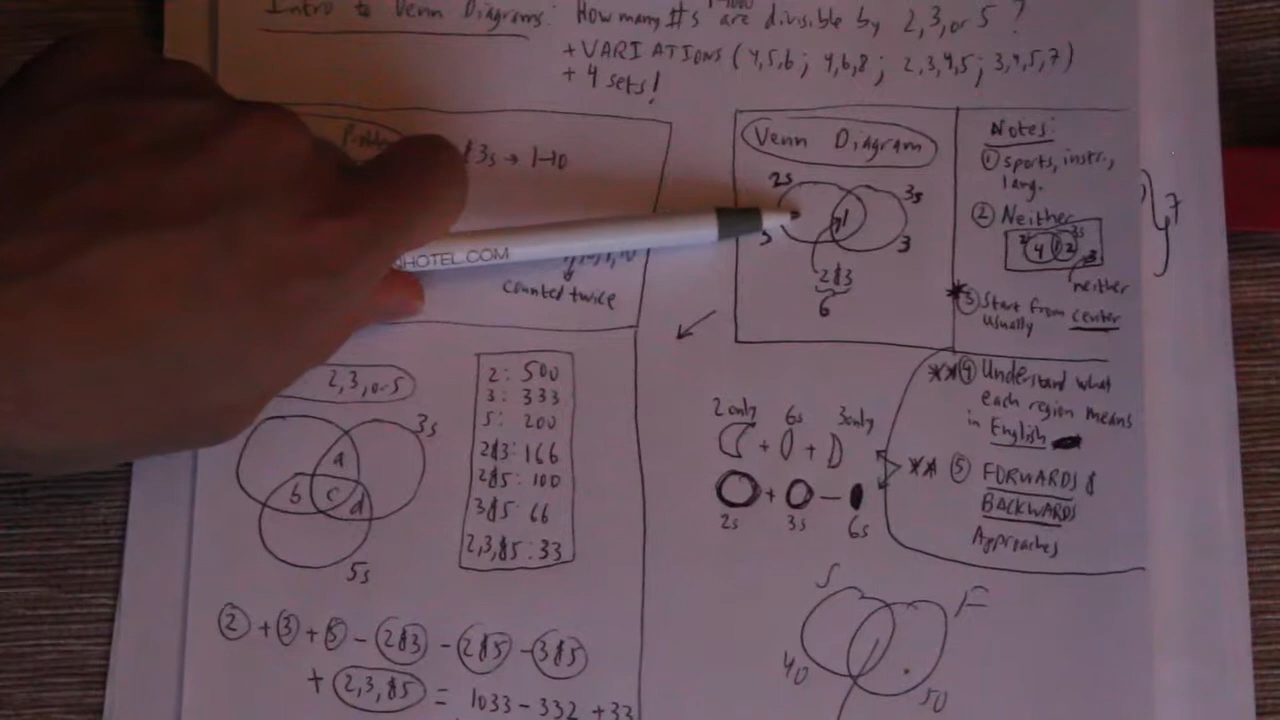 Intro to Venn Diagrams: How many #s are divisible by 2,3, or 5?
+ VARIATIONS (4,5,6; 4,6,8; 2,3,4,5; 3,4,5,7)
+ 4 sets!
3s → 1→10
counted twice
HOTEL.COM
Venn Diagram
2s
3s
1
3
2&3
6
Notes:
① sports, instr.,
lang.
② Neither
2s
3s
4 1 2
3
neither
* ③ Start from center
usually
**④ Understand what
each region means
in English
** ⑤ FORWARDS &
BACKWARDS
Approaches
7
2,3, or 5
3s
a
b c d
5s
2: 500
3: 333
5: 200
2&3: 166
2&5: 100
3&5: 66
2,3,&5: 33
2 only 6s 3 only
+ +
+ −
2s 3s 6s
② + ③ + ⑤ − 2&3 − 2&5 − 3&5
+ 2,3,&5 = 1033 − 332 + 33
S F
40 50